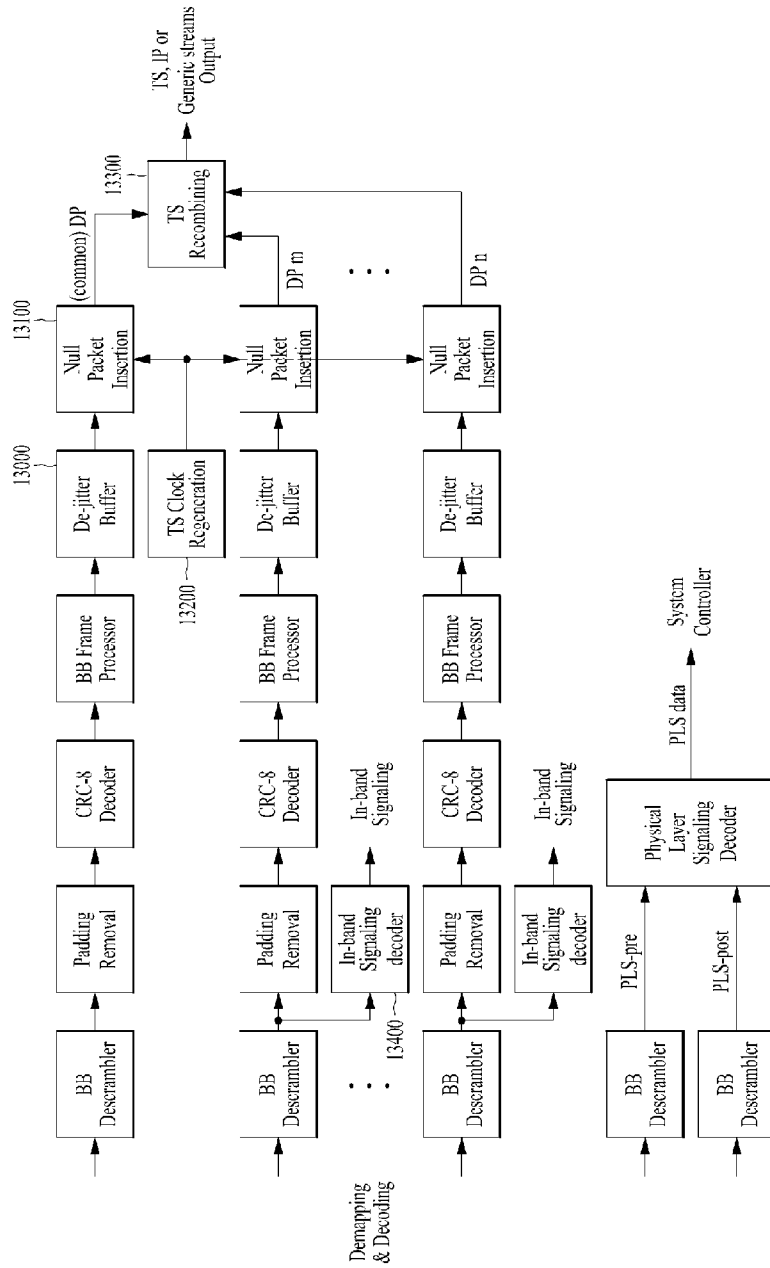 Demapping
& Decoding
BB
Descrambler
Padding
Removal
CRC-8
Decoder
BB Frame
Processor
De-jitter
Buffer
13000
Null
Packet
Insertion
13100
(common) DP
TS Clock
Regeneration
13200
TS
Recombining
13300
TS, IP or
Generic streams
Output
BB
Descrambler
Padding
Removal
CRC-8
Decoder
BB Frame
Processor
De-jitter
Buffer
Null
Packet
Insertion
DP m
In-band
Signaling
decoder
13400
In-band
Signaling
BB
Descrambler
Padding
Removal
CRC-8
Decoder
BB Frame
Processor
De-jitter
Buffer
Null
Packet
Insertion
DP n
In-band
Signaling
decoder
In-band
Signaling
BB
Descrambler
PLS-pre
BB
Descrambler
PLS-post
Physical
Layer
Signaling
Decoder
PLS data
System
Controller